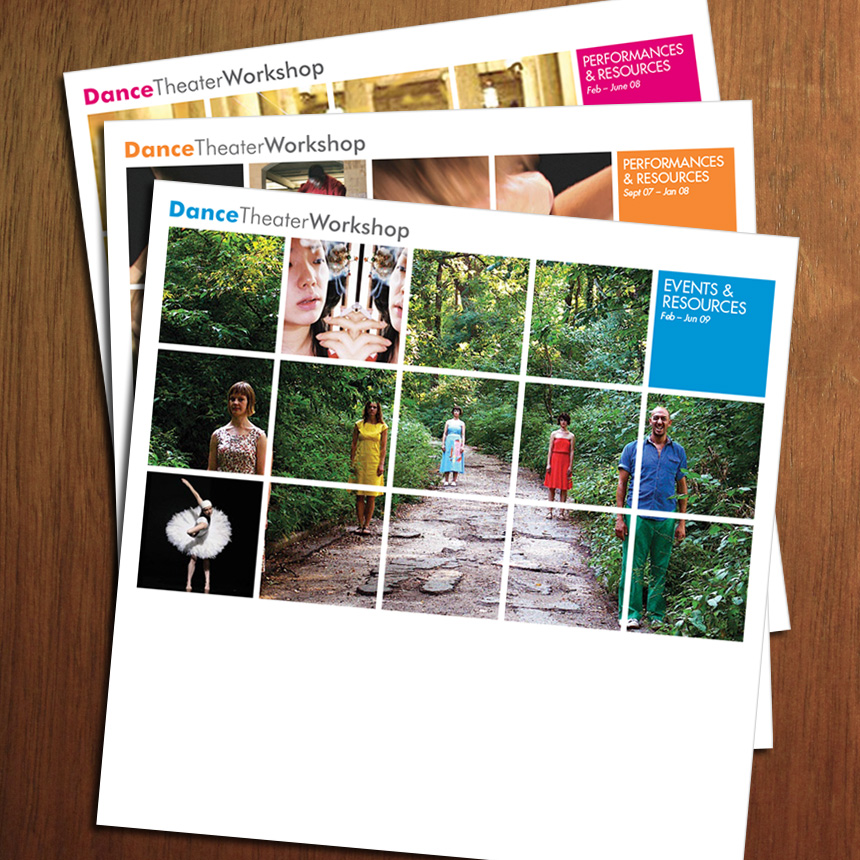 DanceTheaterWorkshop
PERFORMANCES
& RESOURCES
Feb – June 08
DanceTheaterWorkshop
PERFORMANCES
& RESOURCES
Sept 07 – Jan 08
DanceTheaterWorkshop
EVENTS &
RESOURCES
Feb – Jun 09